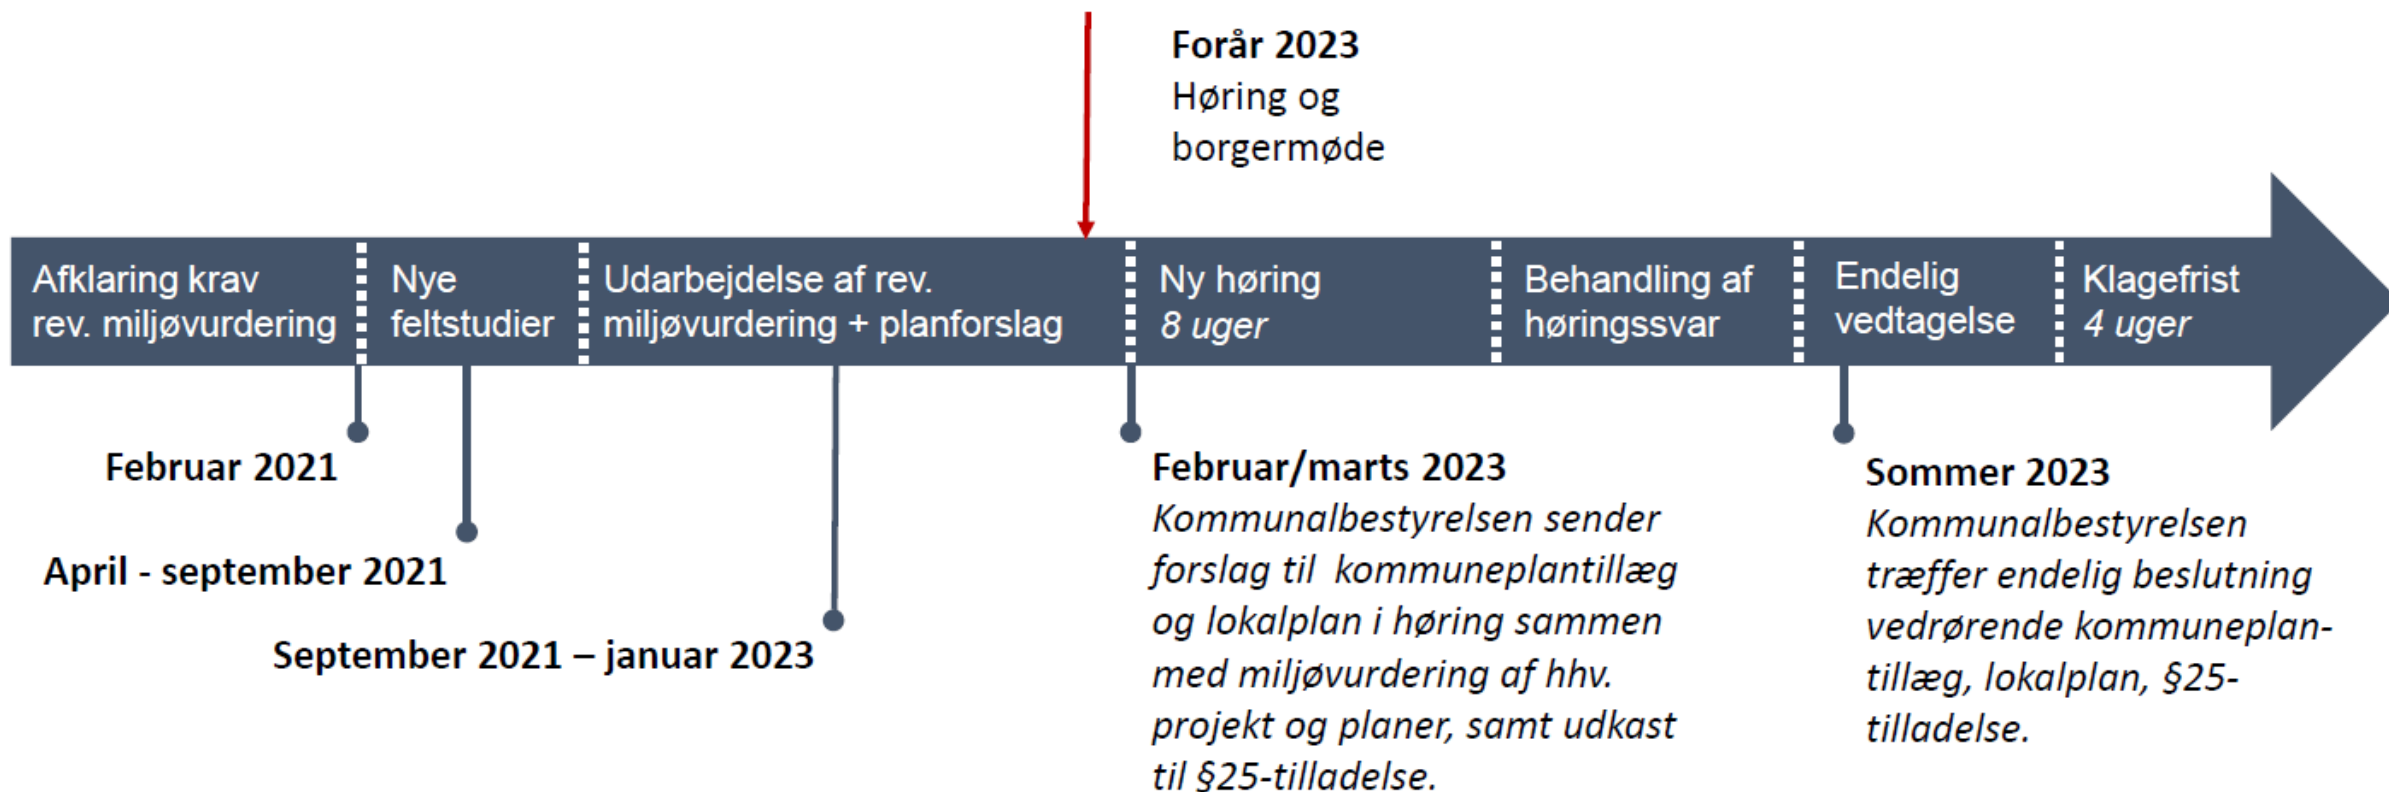 Forår 2023
Høring og
borgermøde
Afklaring krav
rev. miljøvurdering
Nye
feltstudier
Udarbejdelse af rev.
miljøvurdering + planforslag
Ny høring
8 uger
Behandling af
høringssvar
Endelig
vedtagelse
Klagefrist
4 uger
Februar 2021
April - september 2021
September 2021 – januar 2023
Februar/marts 2023
Kommunalbestyrelsen sender
forslag til kommuneplantillæg
og lokalplan i høring sammen
med miljøvurdering af hhv.
projekt og planer, samt udkast
til §25-tilladelse.
Sommer 2023
Kommunalbestyrelsen
træffer endelig beslutning
vedrørende kommuneplan-
tillæg, lokalplan, §25-
tilladelse.